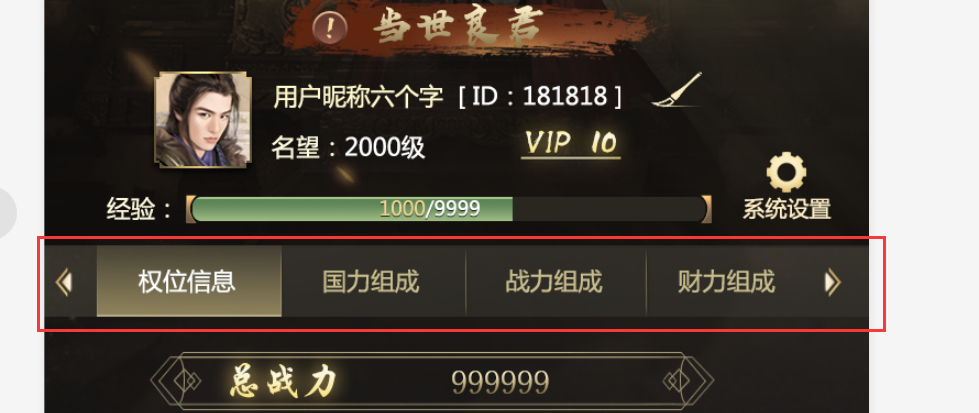 当世良君
用户昵称六个字 [ ID：181818 ]
名望：2000级 VIP 10
经验： 1000/9999
系统设置
权位信息 国力组成 战力组成 财力组成
总战力 999999